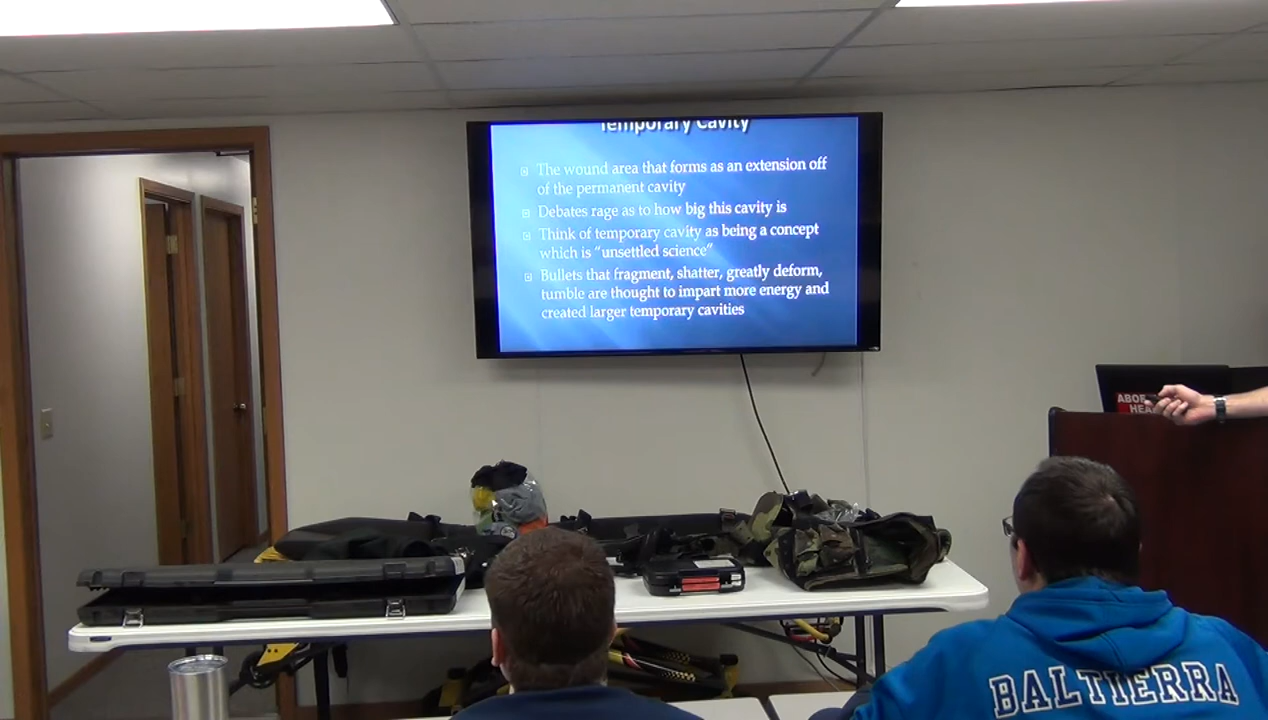 Temporary Cavity
The wound area that forms as an extension off
of the permanent cavity
Debates rage as to how big this cavity is
Think of temporary cavity as being a concept
which is “unsettled science”
Bullets that fragment, shatter, greatly deform,
tumble are thought to impart more energy and
created larger temporary cavities
BALTIERRA